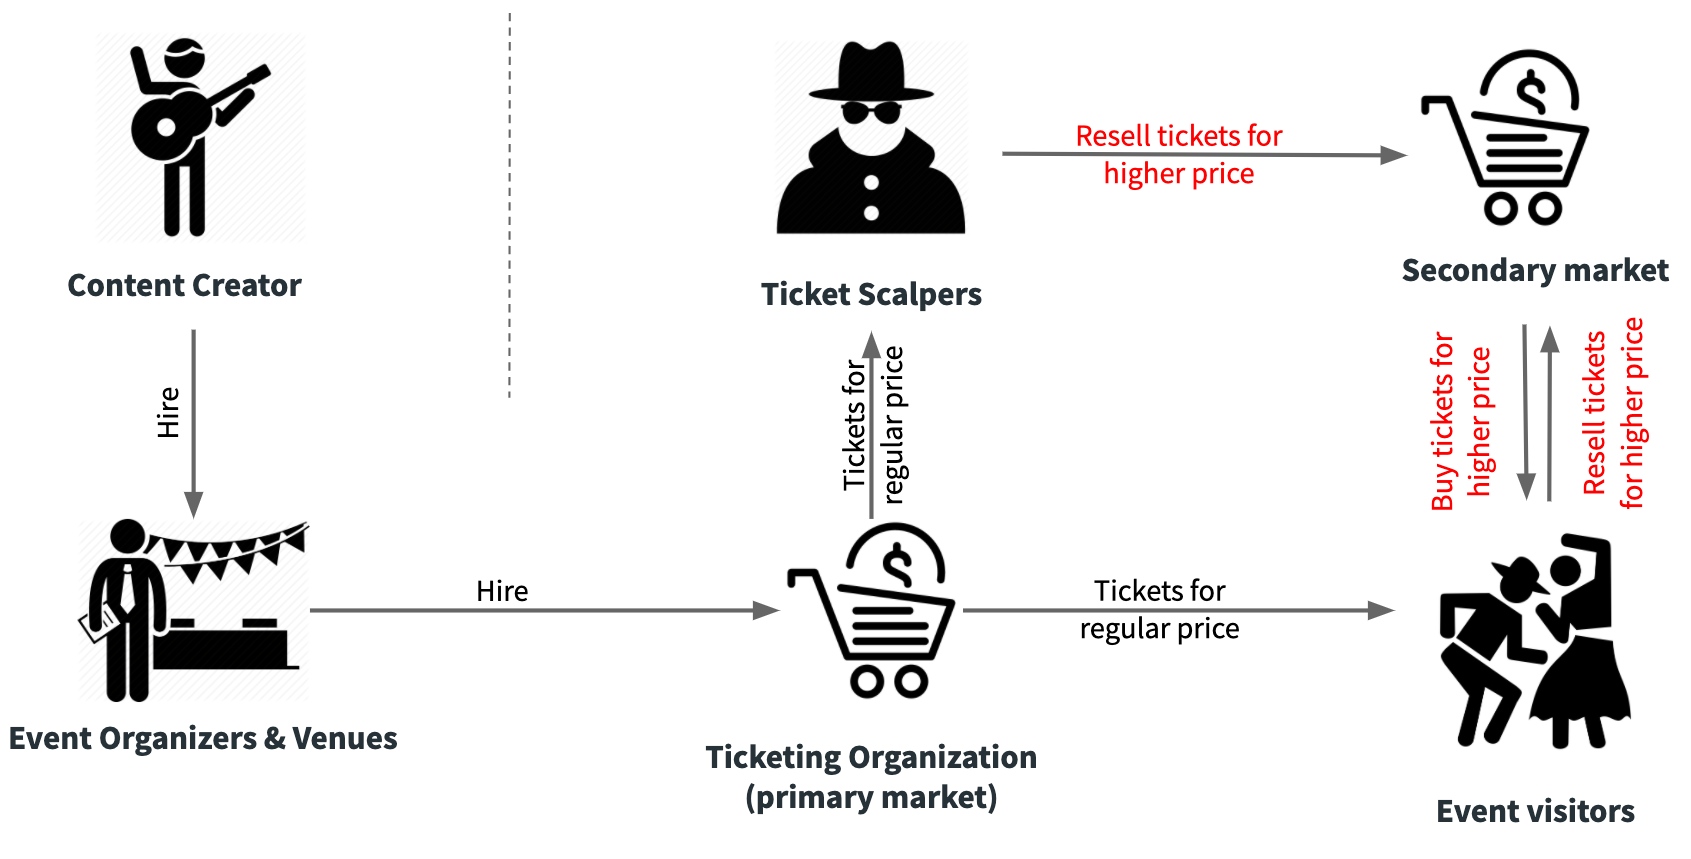 Resell tickets for
higher price
Content Creator
Ticket Scalpers
Secondary market
Hire
Tickets for
regular price
Buy tickets for
higher price
Resell tickets
for higher price
Hire
Tickets for
regular price
$
$
Event Organizers & Venues
Ticketing Organization
(primary market)
Event visitors